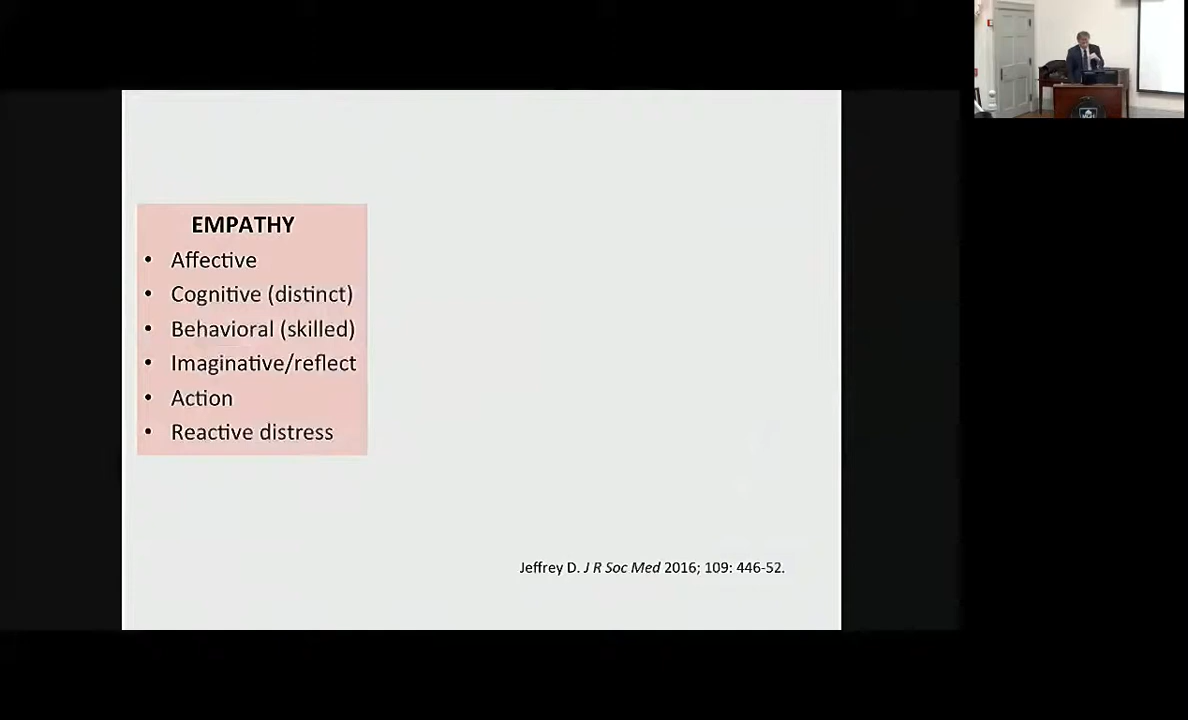 EMPATHY
• Affective
• Cognitive (distinct)
• Behavioral (skilled)
• Imaginative/reflect
• Action
• Reactive distress
Jeffrey D. J R Soc Med 2016; 109: 446-52.